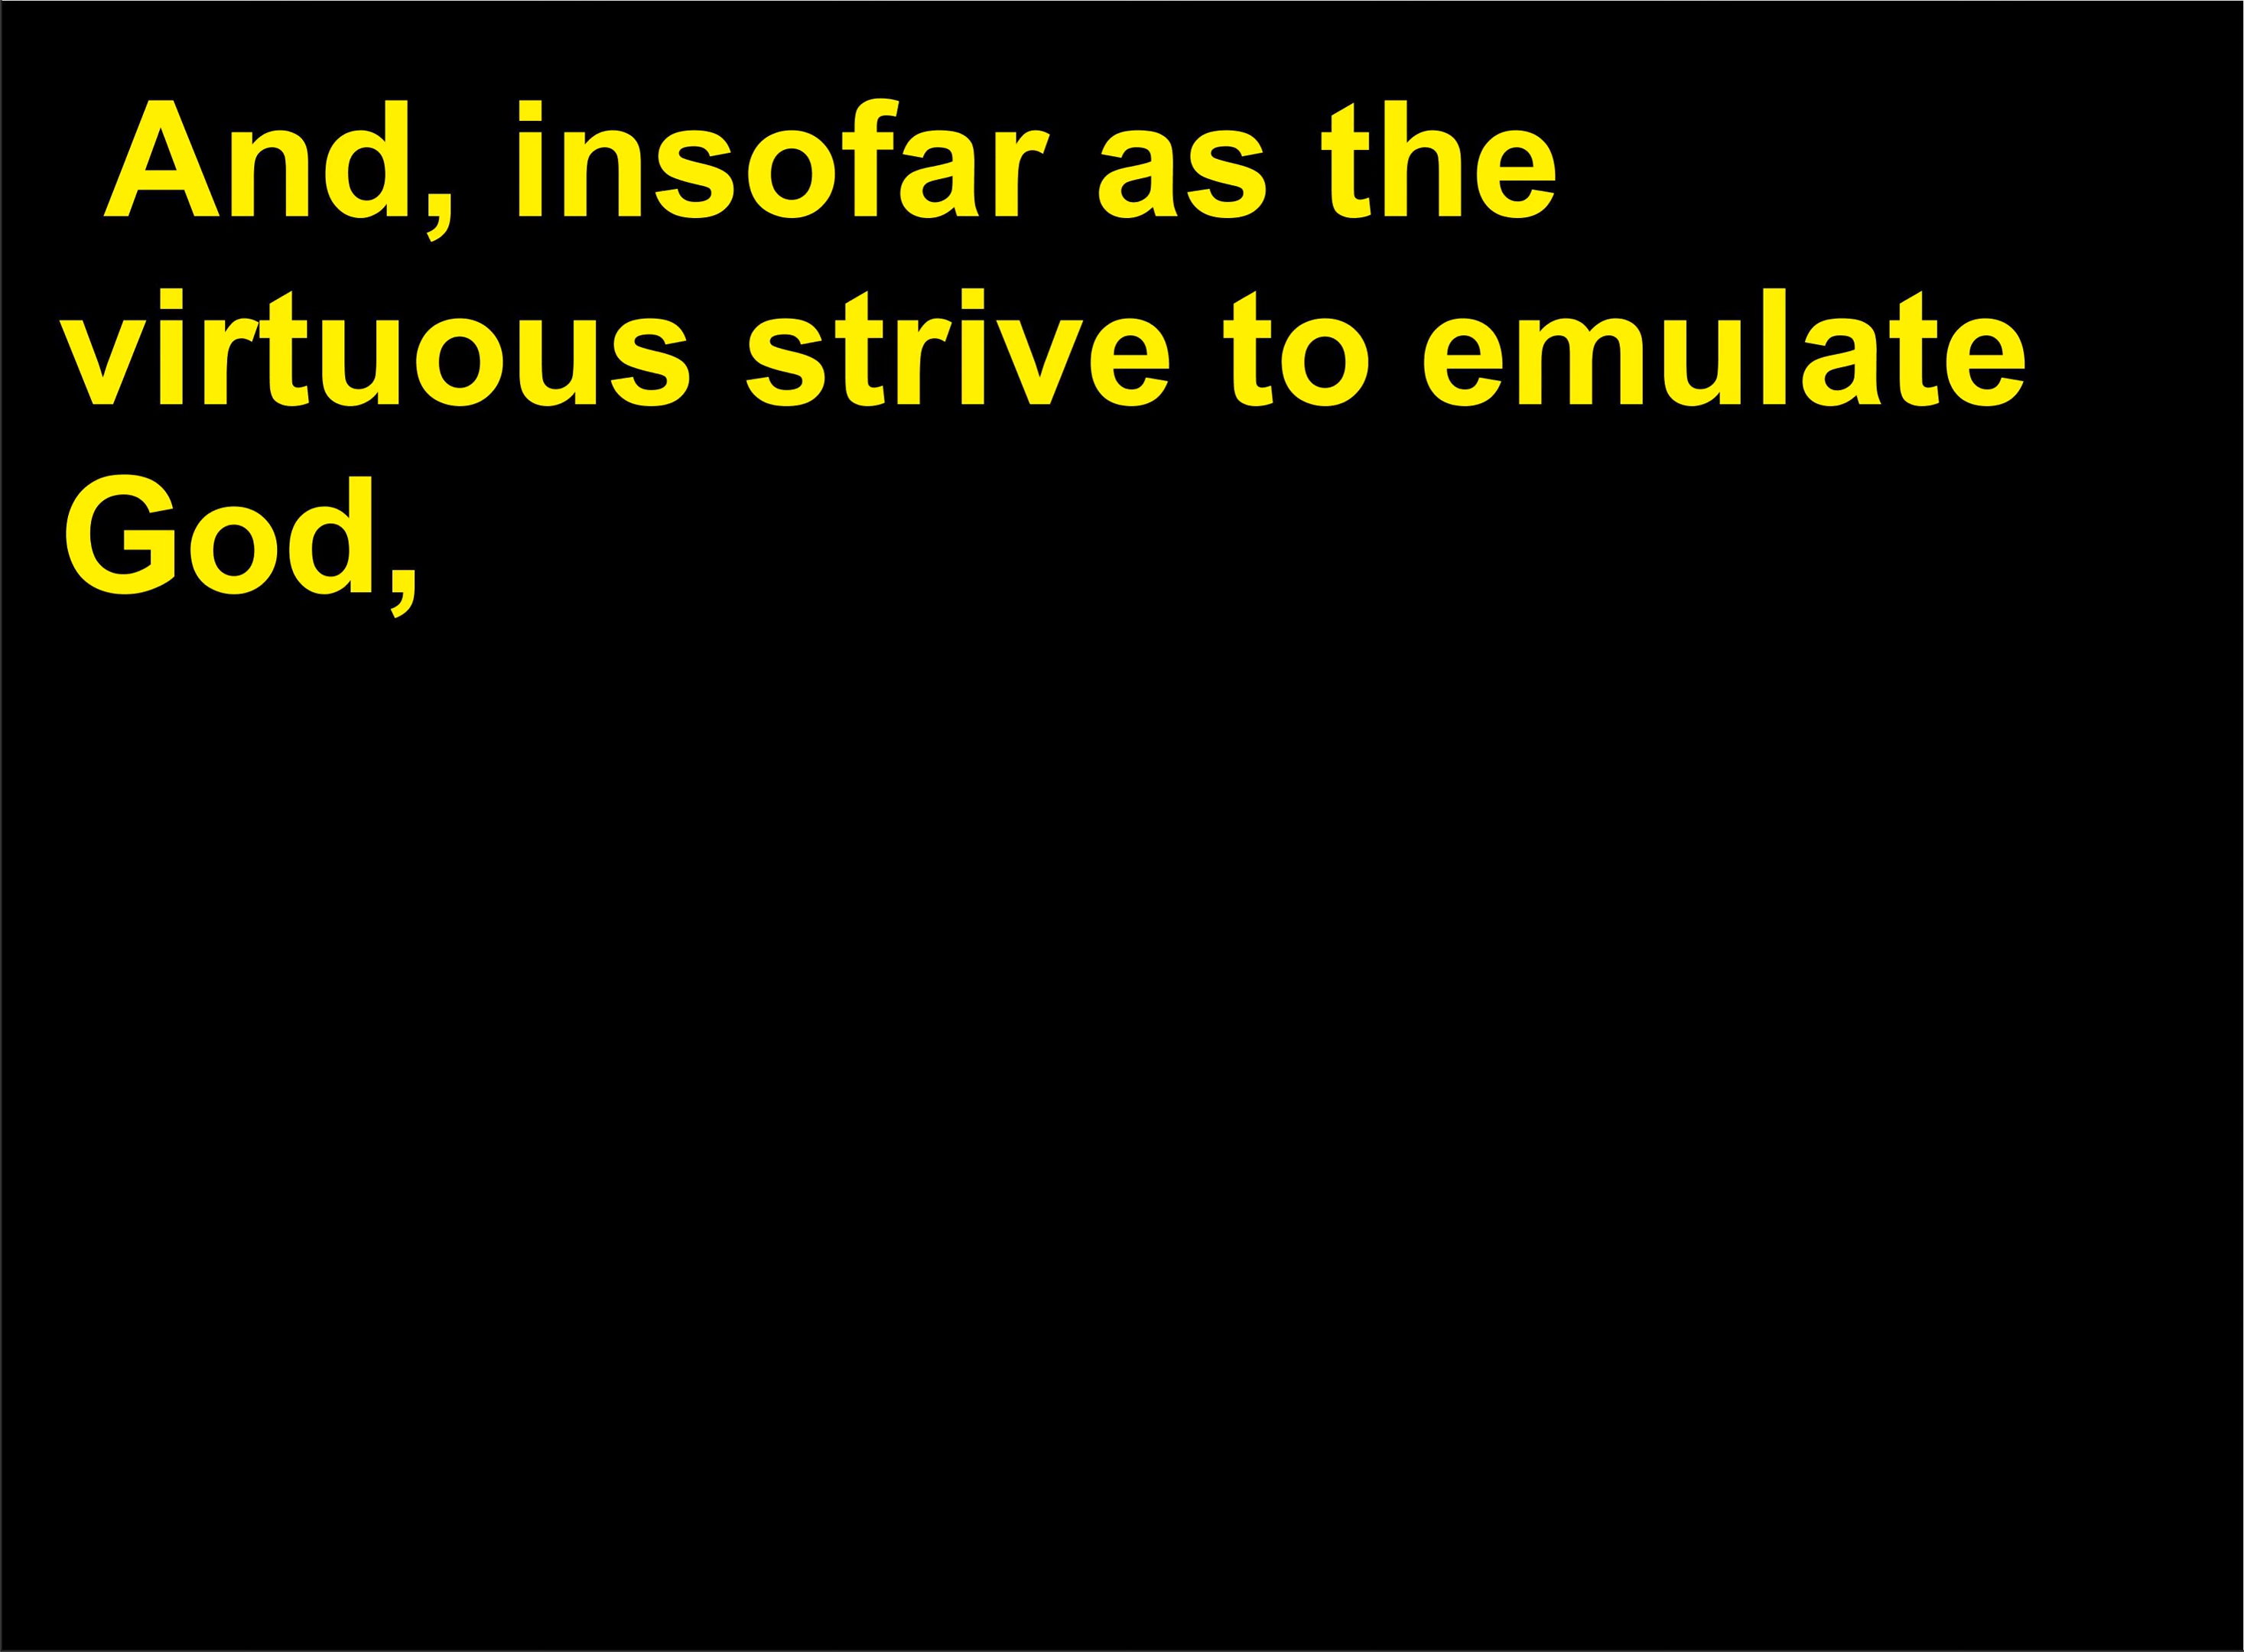 And, insofar as the
virtuous strive to emulate
God,